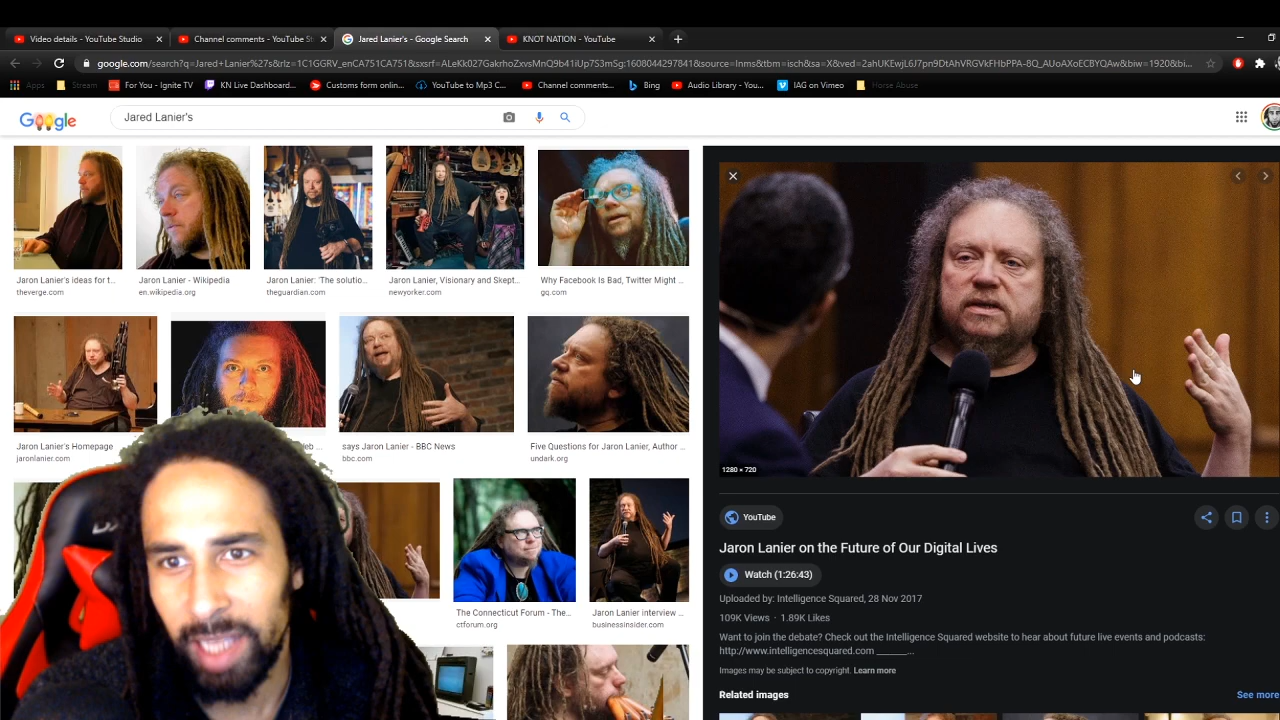 Video details - YouTube Studio
Channel comments - YouTube St
Jared Lanier's - Google Search
KNOT NATION - YouTube
Apps
Stream
For You - Ignite TV
KN Live Dashboard...
Customs form onlin...
YouTube to Mp3 C...
Channel comments...
Bing
Audio Library - You...
IAG on Vimeo
Horse Abuse
Google
Jared Lanier's
Jaron Lanier's ideas for t...
theverge.com
Jaron Lanier - Wikipedia
en.wikipedia.org
Jaron Lanier: 'The solutio...
theguardian.com
Jaron Lanier, Visionary and Skept...
newyorker.com
Why Facebook Is Bad, Twitter Might ...
gq.com
Jaron Lanier's Homepage
jaronlanier.com
says Jaron Lanier - BBC News
bbc.com
Five Questions for Jaron Lanier, Author ...
undark.org
The Connecticut Forum - The...
ctforum.org
Jaron Lanier interview ...
businessinsider.com
1280 × 720
YouTube
Jaron Lanier on the Future of Our Digital Lives
Watch (1:26:43)
Uploaded by: Intelligence Squared, 28 Nov 2017
109K Views · 1.89K Likes
Want to join the debate? Check out the Intelligence Squared website to hear about future live events and podcasts:
http://www.intelligencesquared.com ______...
Images may be subject to copyright. Learn more
Related images
See more